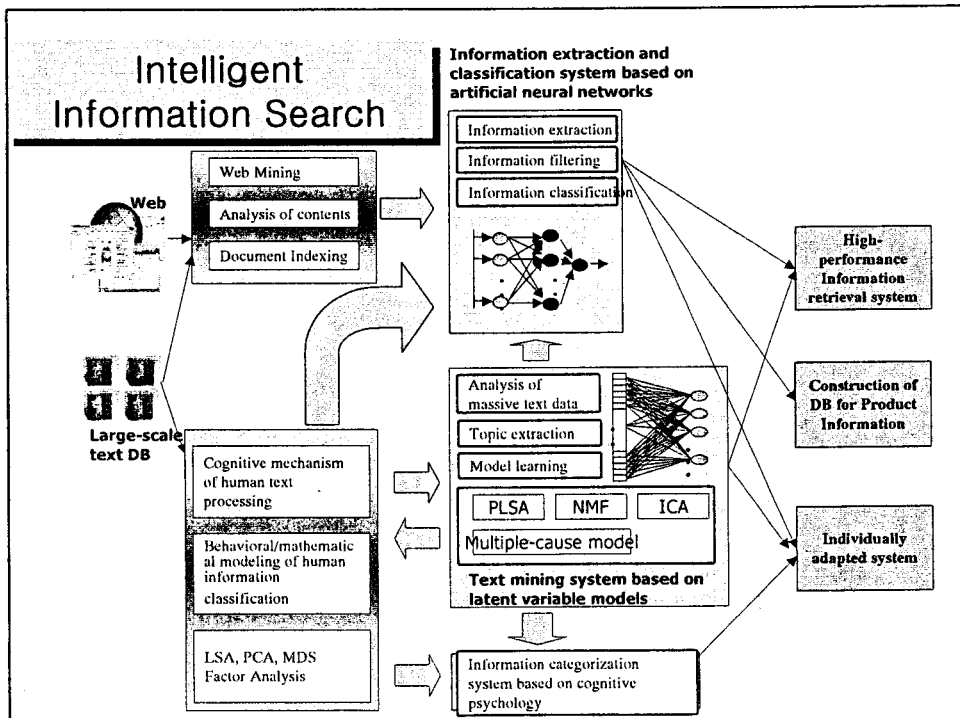 Intelligent
Information Search
Information extraction and
classification system based on
artificial neural networks
Information extraction
Information filtering
Information classification
Web Mining
Analysis of contents
Document Indexing
Web
Large-scale
text DB
High-
performance
Information
retrieval system
Construction of
DB for Product
Information
Individually
adapted system
Analysis of
massive text data
Topic extraction
Model learning
PLSA
NMF
ICA
Multiple-cause model
Text mining system based on
latent variable models
Cognitive mechanism
of human text
processing
Behavioral/mathematic
al modeling of human
information
classification
LSA, PCA, MDS
Factor Analysis
Information categorization
system based on cognitive
psychology